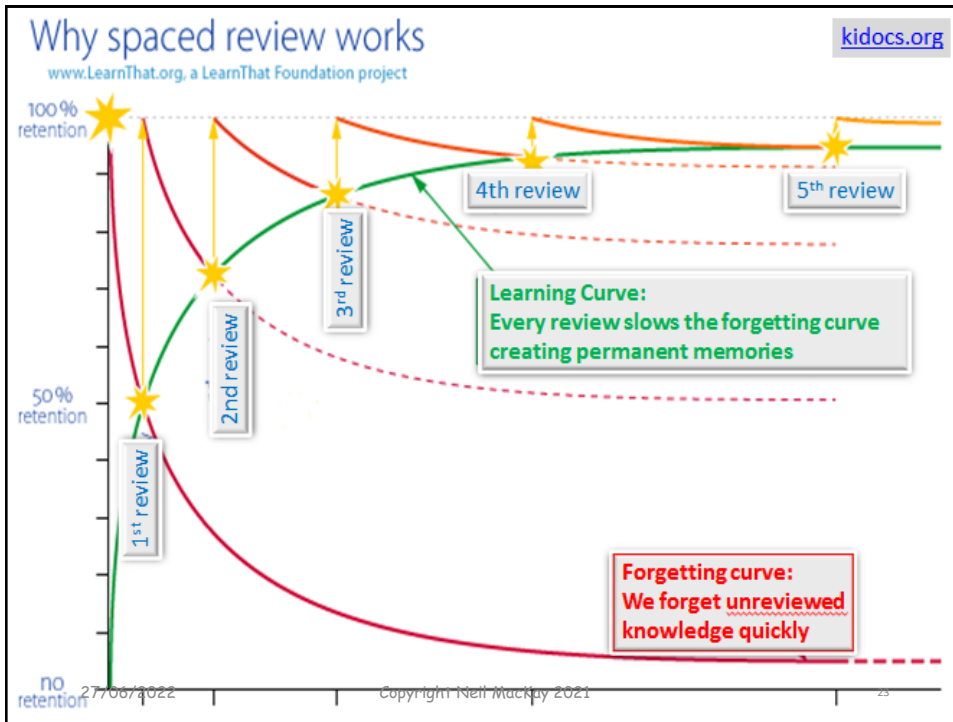 Why spaced review works
kidocs.org
www.LearnThat.org, a LearnThat Foundation project
100%
retention
4th review
5th review
3rd review
2nd review
Learning Curve:
Every review slows the forgetting curve
creating permanent memories
50%
retention
1st review
Forgetting curve:
We forget unreviewed
knowledge quickly
no
retention
27/06/2022
Copyright Neil MacKay 2021
23